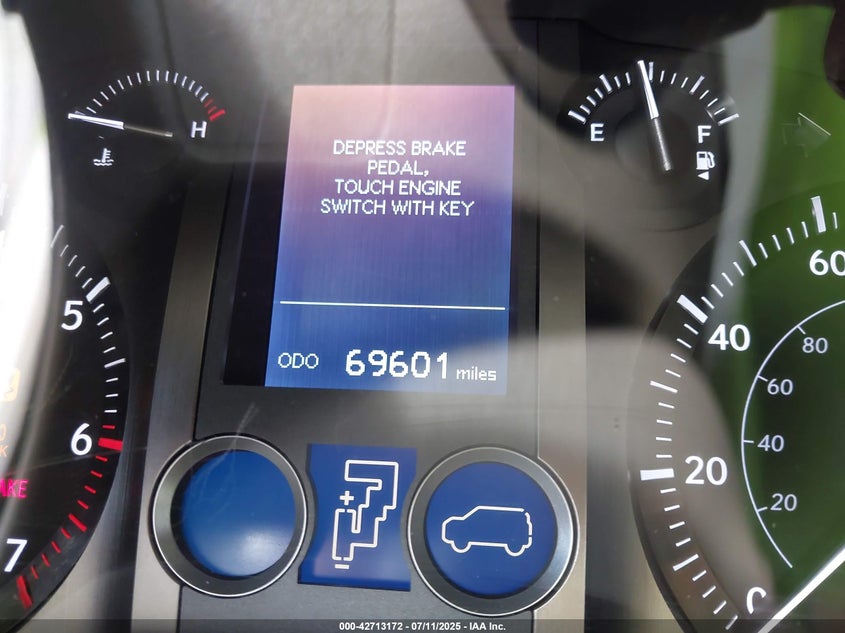 H
DEPRESS BRAKE
PEDAL,
TOUCH ENGINE
SWITCH WITH KEY
E
F
60
5
40
80
ODO 69601 miles
60
6
40
20
20
7
+
-
000-42713172 - 07/11/2025 - IAA Inc.